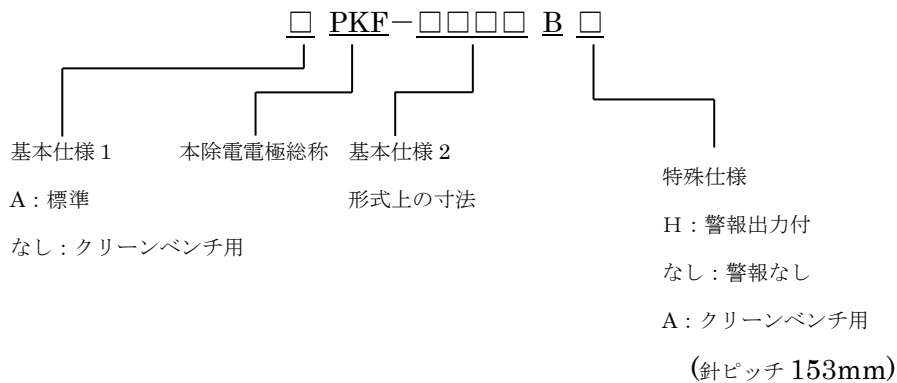 □ PKF－□□□□ B □
基本仕様 1
A：標準
なし：クリーンベンチ用
本除電電極総称
基本仕様 2
形式上の寸法
特殊仕様
H：警報出力付
なし：警報なし
A：クリーンベンチ用
(針ピッチ 153mm)